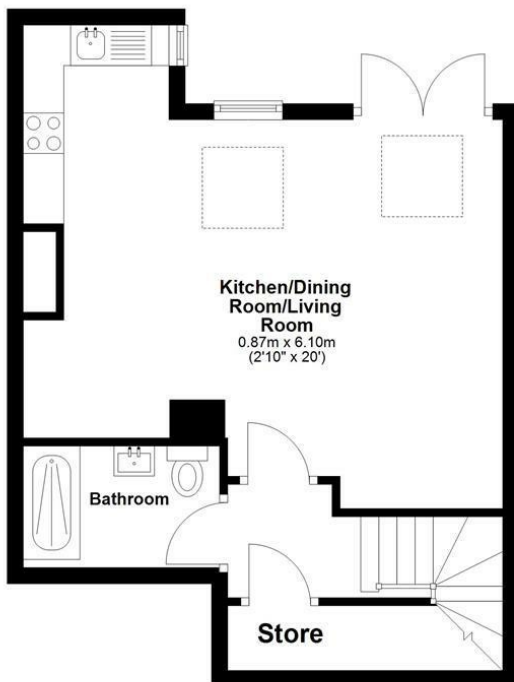 Kitchen/Dining
Room/Living
Room
0.87m x 6.10m
(2'10" x 20')
Bathroom
Store